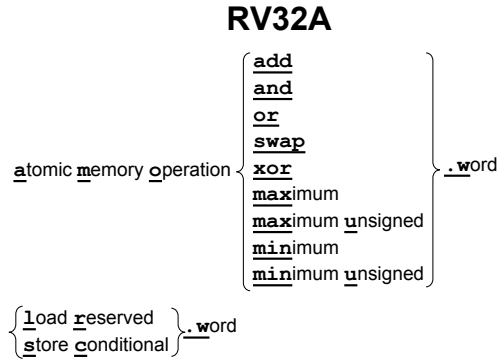 RV32A
add
and
or
swap
atomic memory operation xor .word
maximum
maximum unsigned
minimum
minimum unsigned
load reserved
store conditional .word